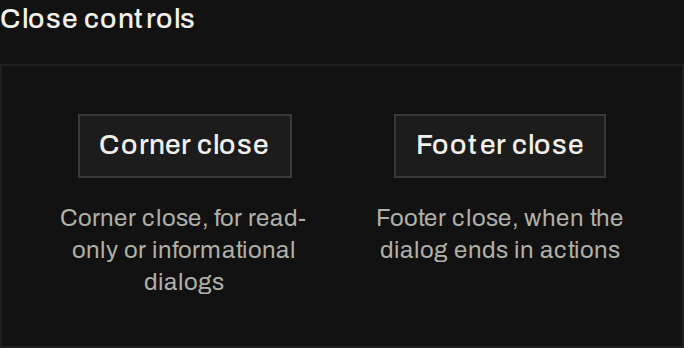 Close controls
Corner close
Footer close
Corner close, for read-
only or informational
dialogs
Footer close, when the
dialog ends in actions